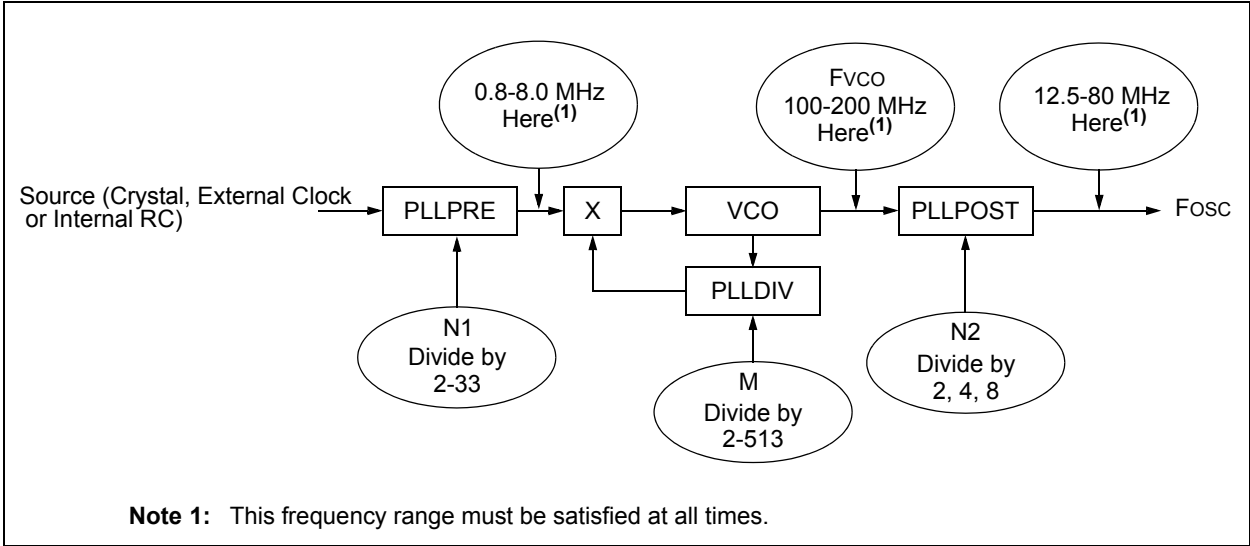 0.8-8.0 MHz
Here(1)
FVCO
100-200 MHz
Here(1)
12.5-80 MHz
Here(1)
Source (Crystal, External Clock
or Internal RC)
PLLPRE
X
VCO
PLLPOST
FOSC
PLLDIV
N1
Divide by
2-33
M
Divide by
2-513
N2
Divide by
2, 4, 8
Note 1: This frequency range must be satisfied at all times.